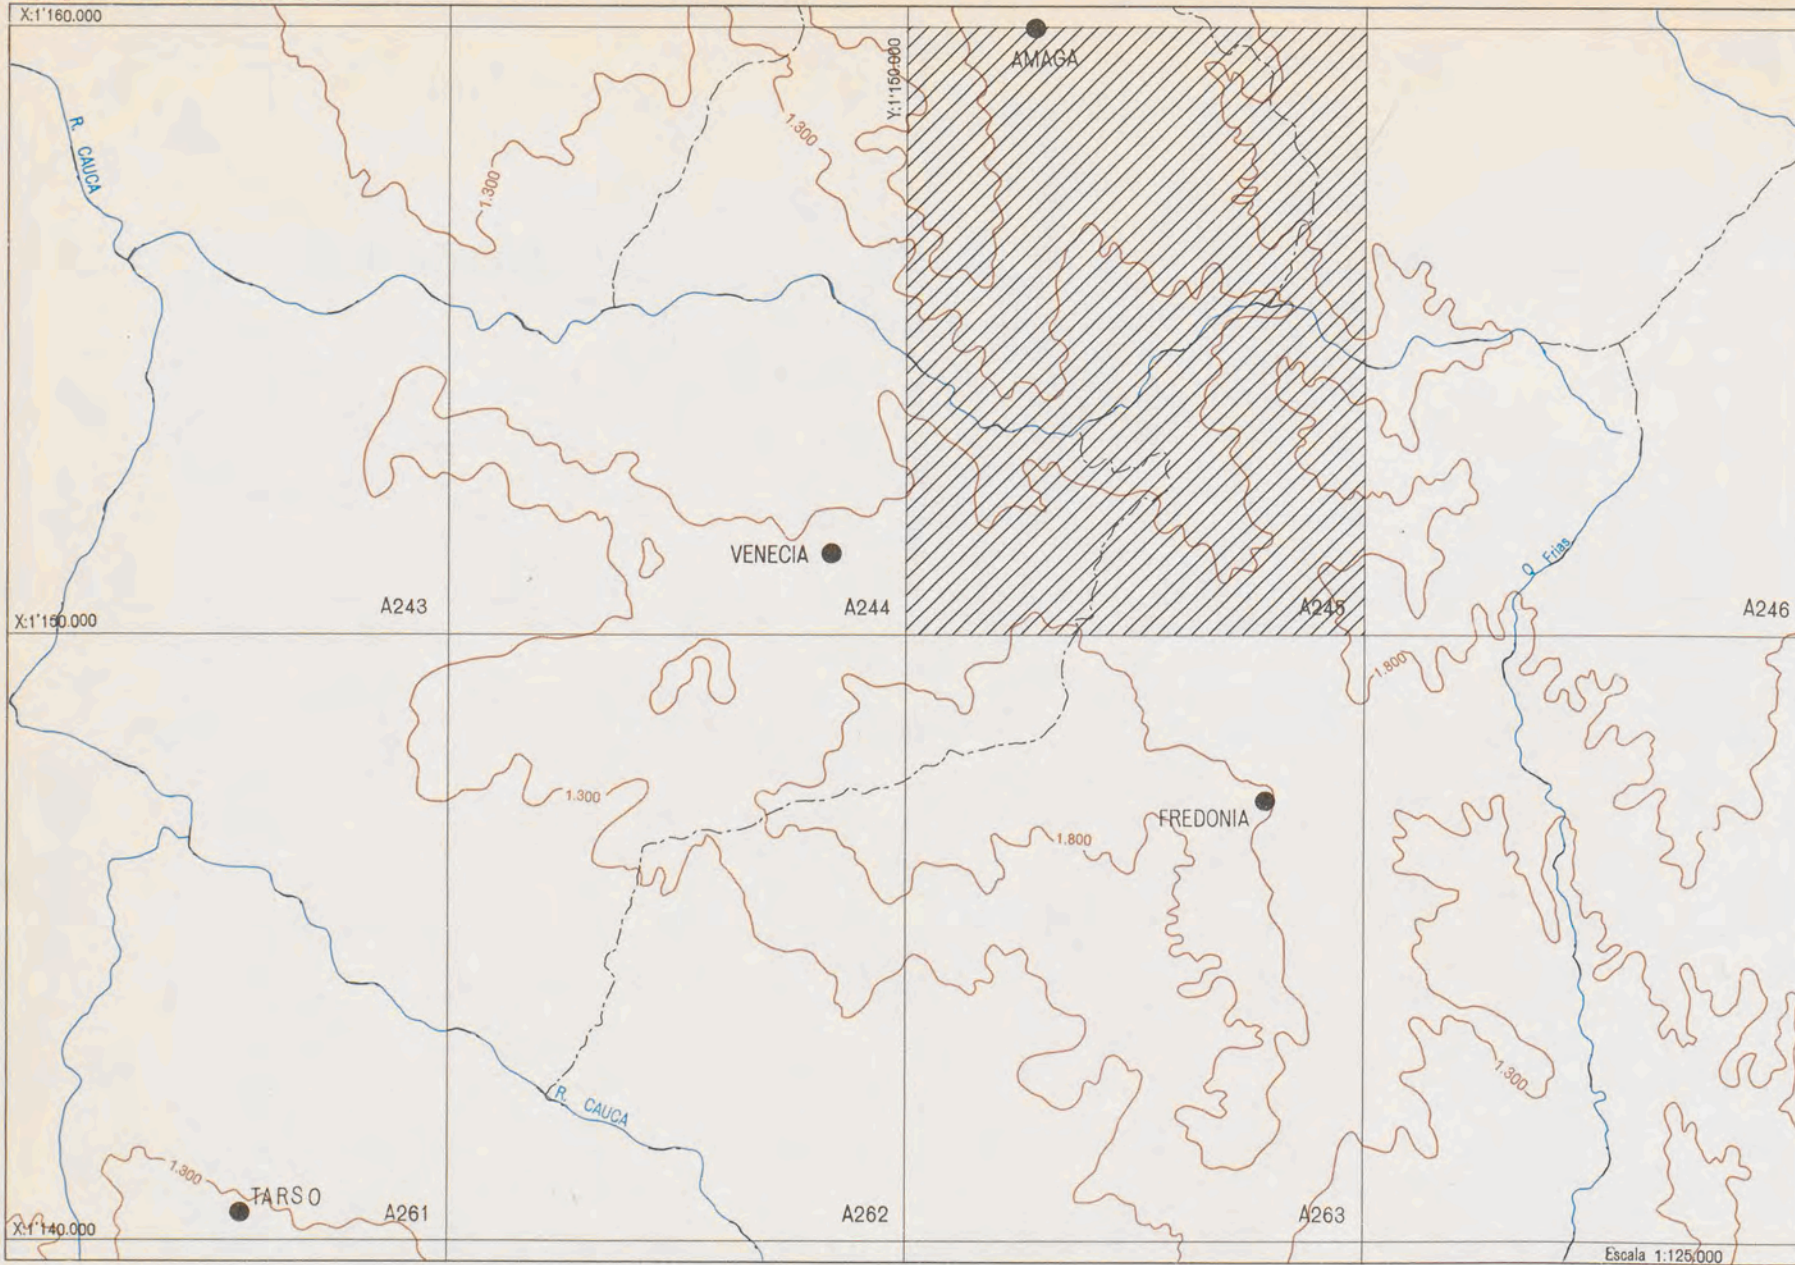 X:1'160.000
AMAGA
Y:1'150.000
1.300
R. CAUCA
1.300
VENECIA
Q Frias
A243
A244
A245
A246
X:1'150.000
1.800
1.300
FREDONIA
1.800
1.300
R. CAUCA
1.300
TARSO
A261
A262
A263
X:1'140.000
Escala 1:125,000